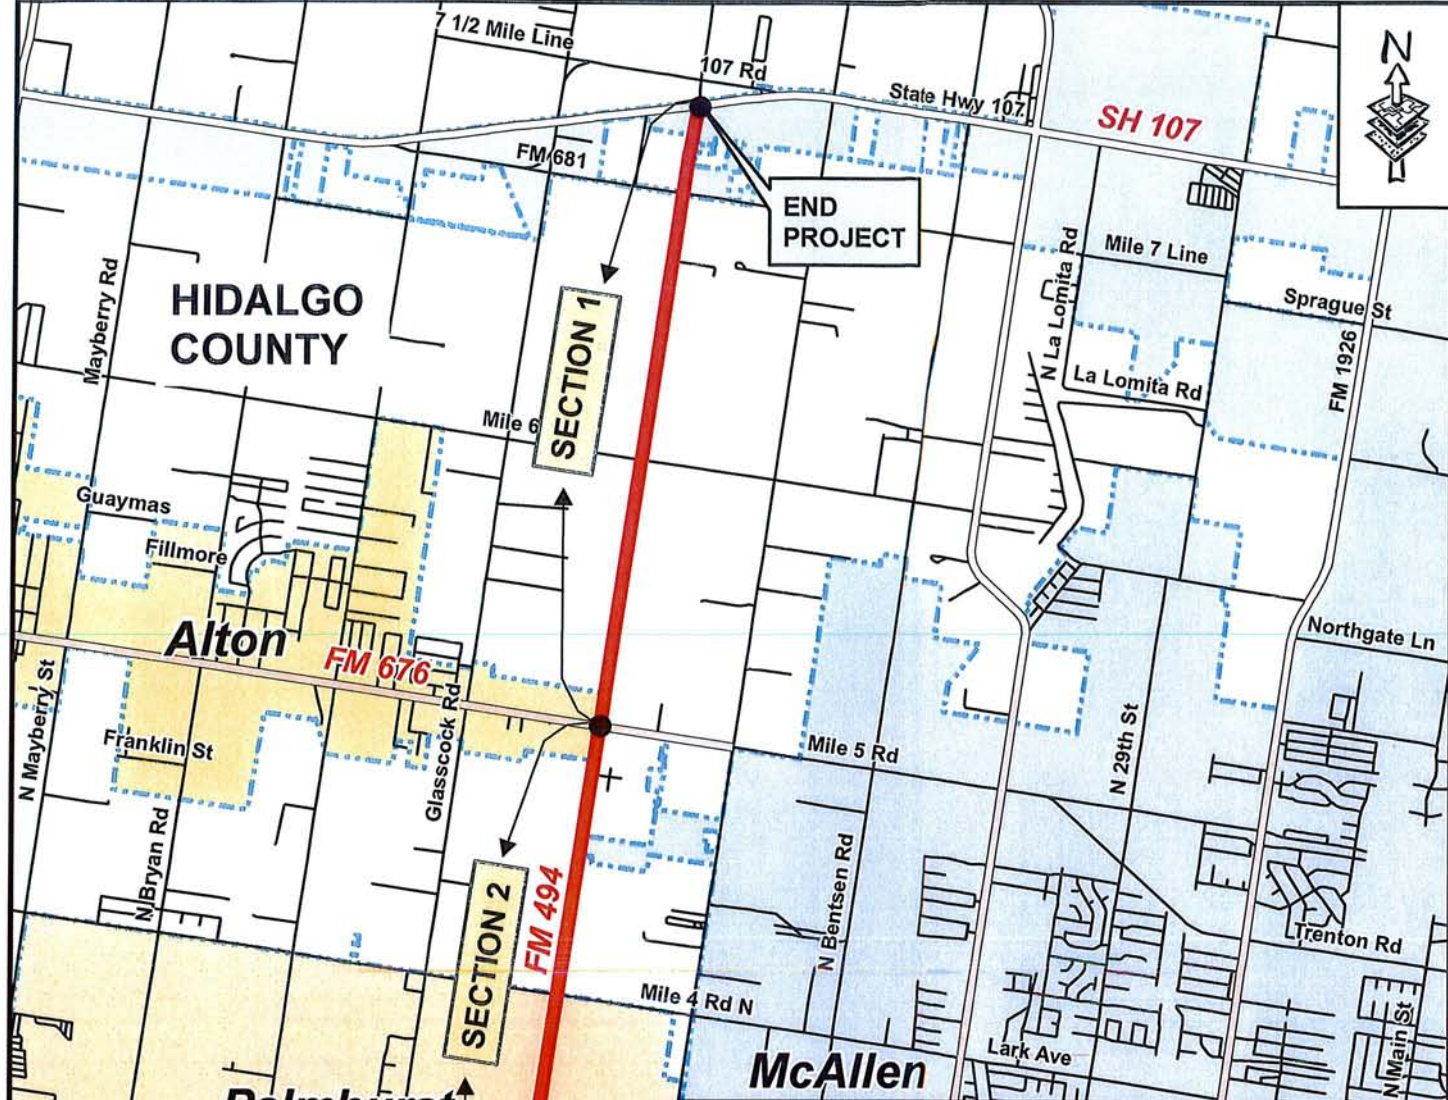 7 1/2 Mile Line
107 Rd
State Hwy 107
SH 107
N
FM 681
END
PROJECT
Mile 7 Line
N La Lomita Rd
Sprague St
Mayberry Rd
HIDALGO
COUNTY
SECTION 1
La Lomita Rd
FM 1926
Mile 6
Guaymas
Fillmore
Alton
FM 676
Northgate Ln
N Mayberry St
Franklin St
Glasscock Rd
Mile 5 Rd
N 29th St
N Bryan Rd
SECTION 2
FM 494
N Bentsen Rd
Trenton Rd
Mile 4 Rd N
Lark Ave
N Main St
McAllen
Palmhurst